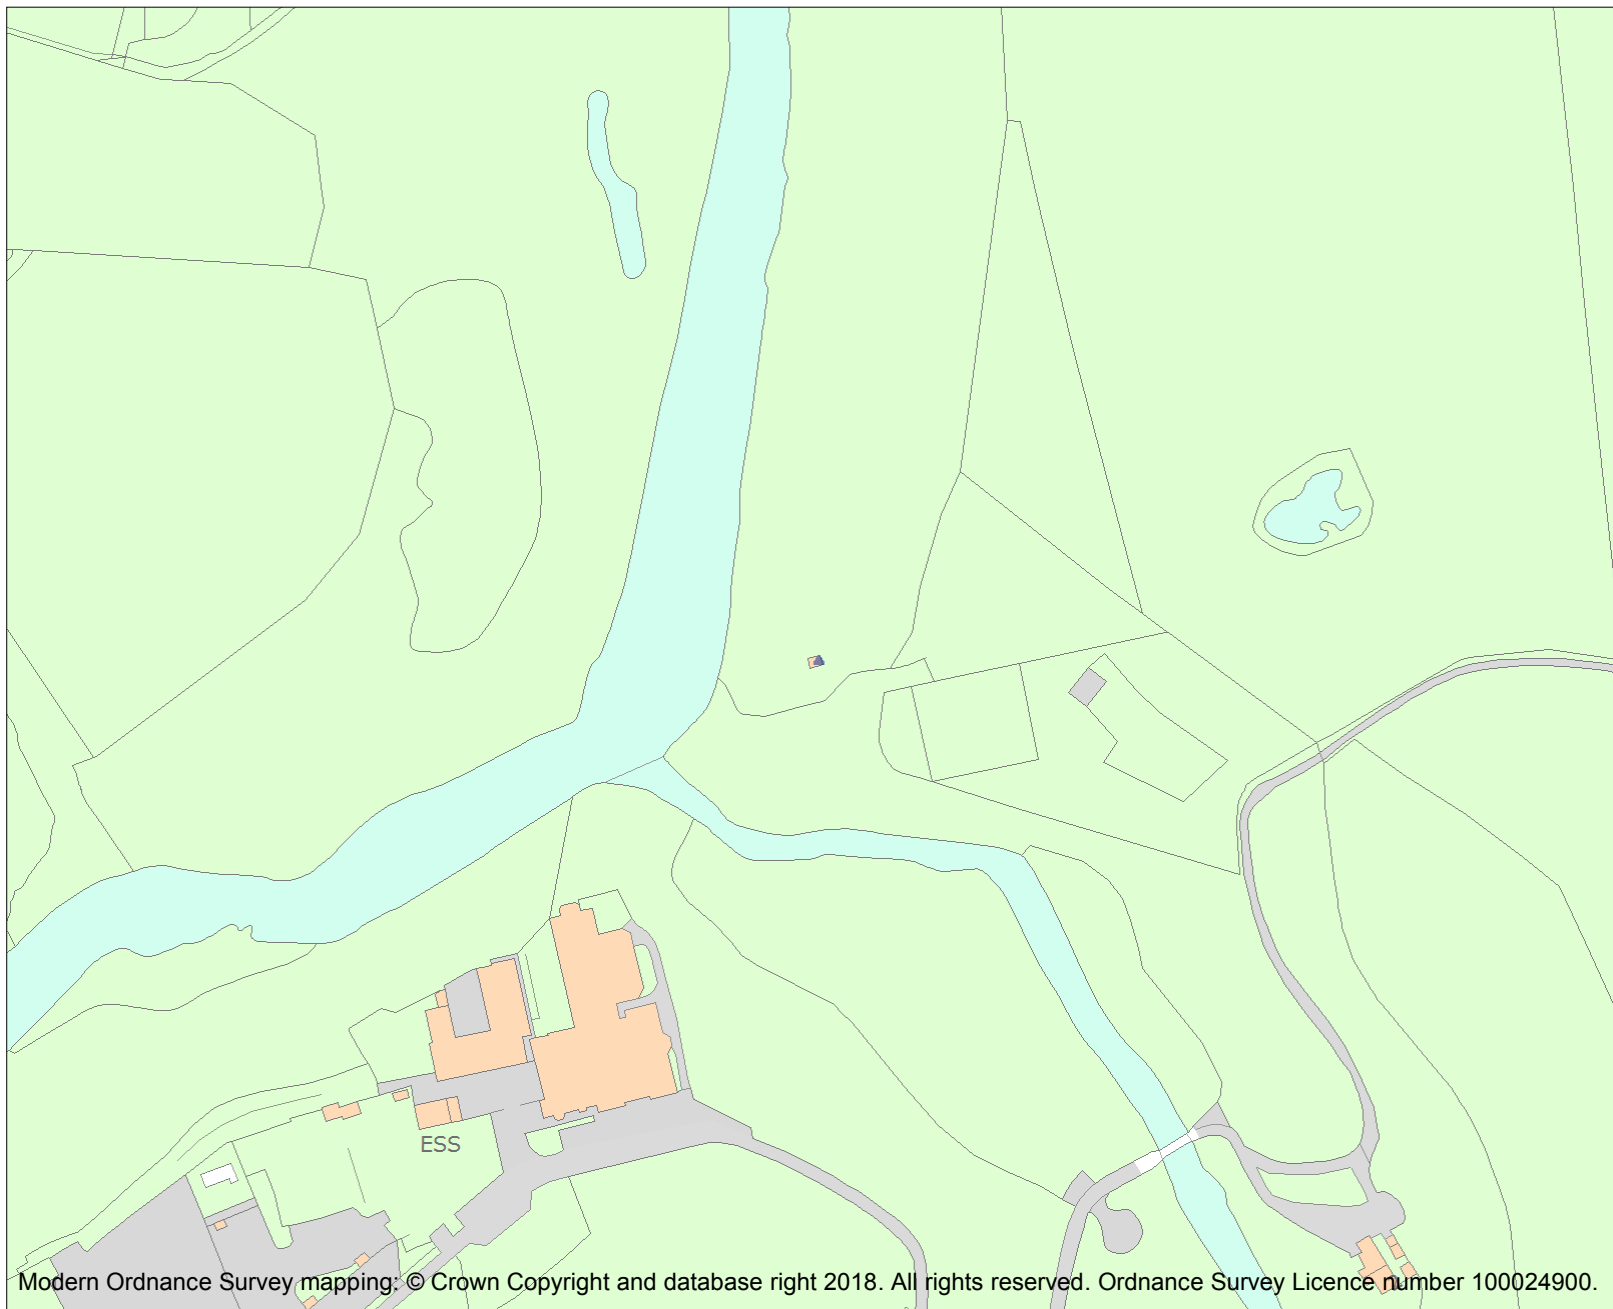 ESS
Modern Ordnance Survey mapping: © Crown Copyright and database right 2018. All rights reserved. Ordnance Survey Licence number 100024900.